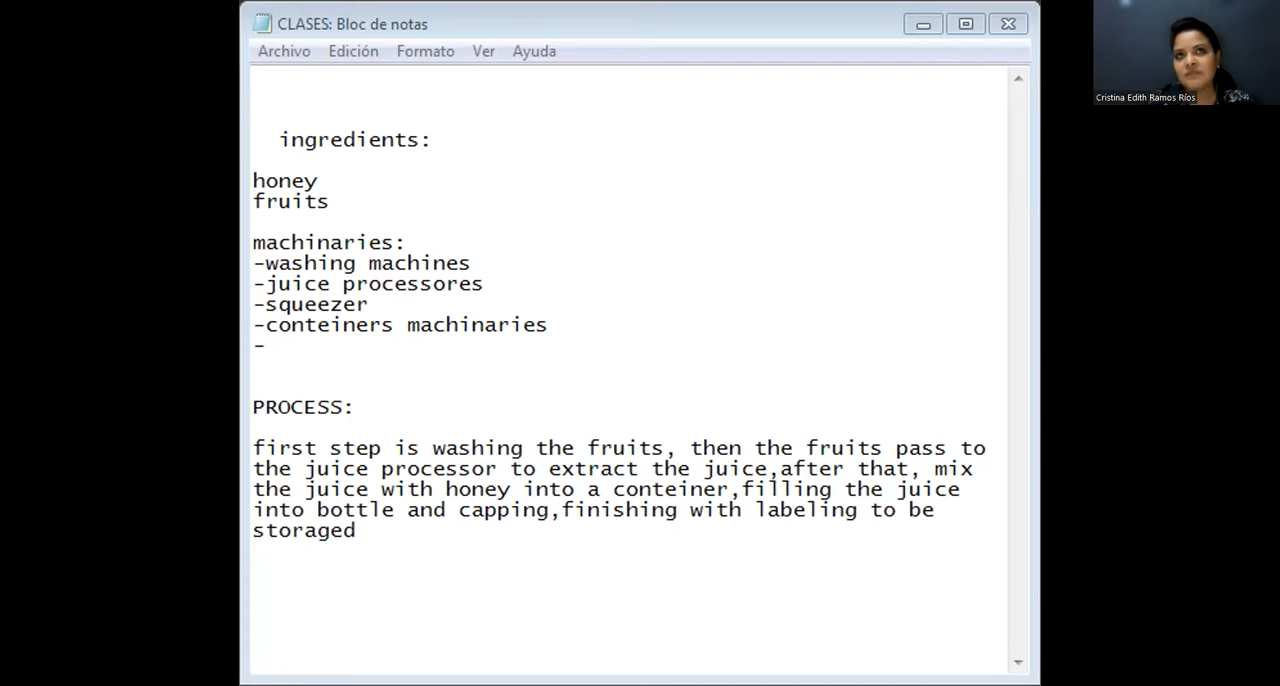 CLASES: Bloc de notas
Archivo Edición Formato Ver Ayuda
Cristina Edith Ramos Ríos
ingredients:
honey
fruits
machinaries:
-washing machines
-juice processores
-squeezer
-conteiners machinaries
-
PROCESS:
first step is washing the fruits, then the fruits pass to
the juice processor to extract the juice,after that, mix
the juice with honey into a conteiner,filling the juice
into bottle and capping,finishing with labeling to be
storaged